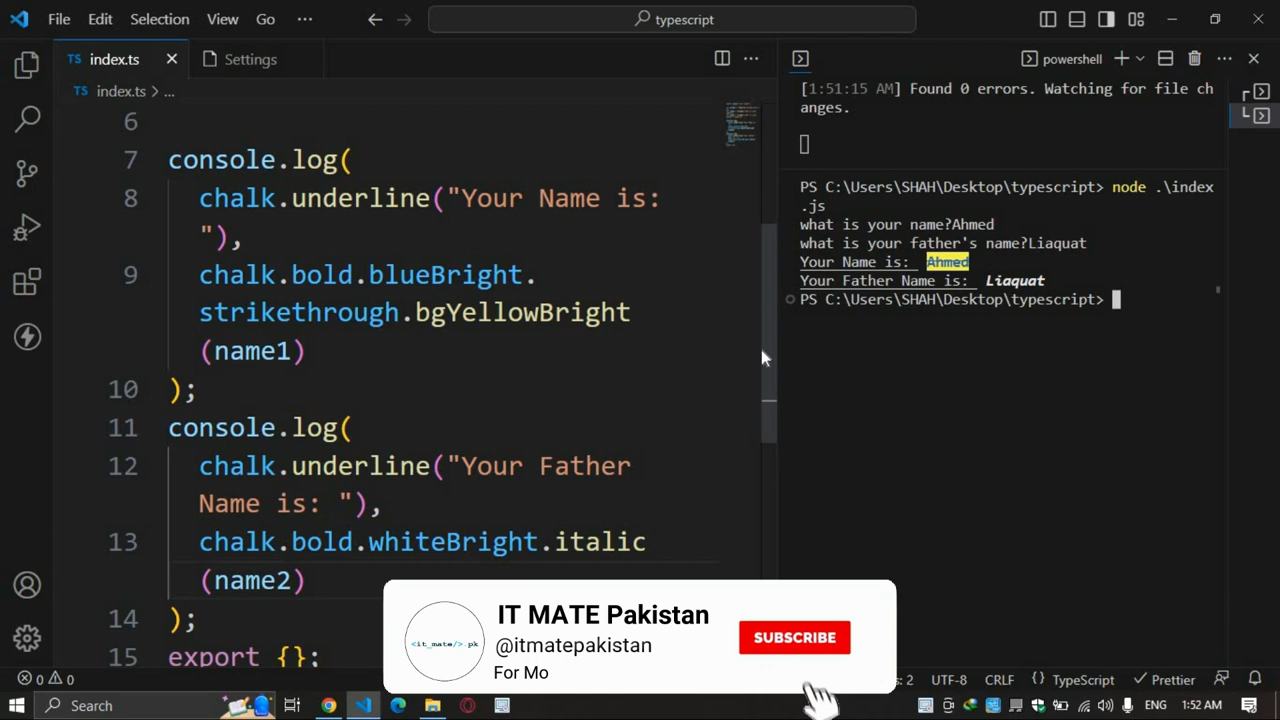 File Edit Selection View Go ··· typescript
TS index.ts Settings
TS index.ts > ...
6
7 console.log(
8 chalk.underline("Your Name is:
"),
9 chalk.bold.blueBright.
strikethrough.bgYellowBright
(name1)
10 );
11 console.log(
12 chalk.underline("Your Father
Name is: "),
13 chalk.bold.whiteBright.italic
(name2)
14 );
15 export {};
powershell
[1:51:15 AM] Found 0 errors. Watching for file ch
anges.
PS C:\Users\SHAH\Desktop\typescript> node .\index
.js
what is your name?Ahmed
what is your father's name?Liaquat
Your Name is: Ahmed
Your Father Name is: Liaquat
PS C:\Users\SHAH\Desktop\typescript>
IT MATE Pakistan
@itmatepakistan
For Mo
<it_mate/>.pk
SUBSCRIBE
0 0 s: 2 UTF-8 CRLF {} TypeScript Prettier
Search 1:52 AM